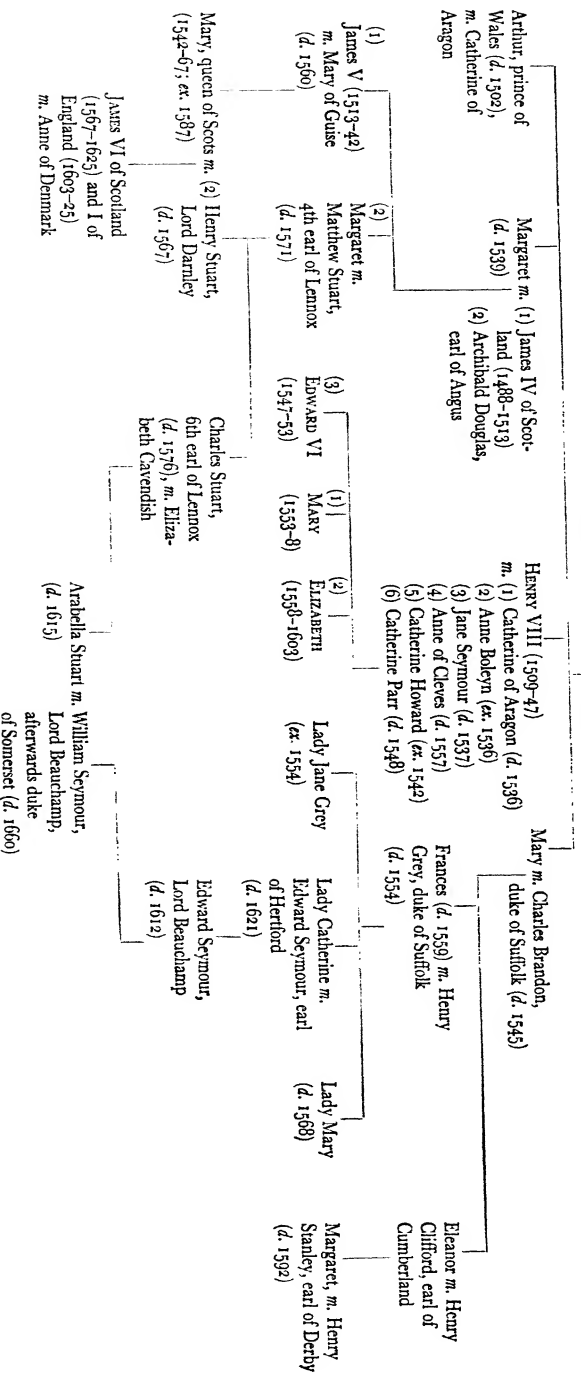 Arthur, prince of
Wales (d. 1502),
m. Catherine of
Aragon
Margaret m. (1) James IV of Scot-
(d. 1539)
land (1488-1513)
(2) Archibald Douglas,
earl of Angus
HENRY VIII (1509-47)
m. (1) Catherine of Aragon (d. 1536)
(2) Anne Boleyn (ex. 1536)
(3) Jane Seymour (d. 1537)
(4) Anne of Cleves (d. 1557)
(5) Catherine Howard (ex. 1542)
(6) Catherine Parr (d. 1548)
Mary m. Charles Brandon,
duke of Suffolk (d. 1545)
(1)
James V (1513-42)
m. Mary of Guise
(d. 1560)
(2)
Margaret m.
Matthew Stuart,
4th earl of Lennox
(d. 1571)
(3)
EDWARD VI
(1547-53)
(1)
MARY
(1553-8)
(2)
ELIZABETH
(1558-1603)
Frances (d. 1559) m. Henry
Grey, duke of Suffolk
(d. 1554)
Eleanor m. Henry
Clifford, earl of
Cumberland
Lady Jane Grey
(ex. 1554)
Lady Catherine m.
Edward Seymour, earl
of Hertford
(d. 1621)
Lady Mary
(d. 1568)
Margaret, m. Henry
Stanley, earl of Derby
(d. 1592)
Mary, queen of Scots m. (2) Henry Stuart,
(1542-67; ex. 1587)
Lord Darnley
(d. 1567)
Charles Stuart,
6th earl of Lennox
(d. 1576), m. Eliza-
beth Cavendish
Edward Seymour,
Lord Beauchamp
(d. 1612)
JAMES VI of Scotland
(1567-1625) and I of
England (1603-25)
m. Anne of Denmark
Arabella Stuart m. William Seymour,
(d. 1615)
Lord Beauchamp,
afterwards duke
of Somerset (d. 1660)